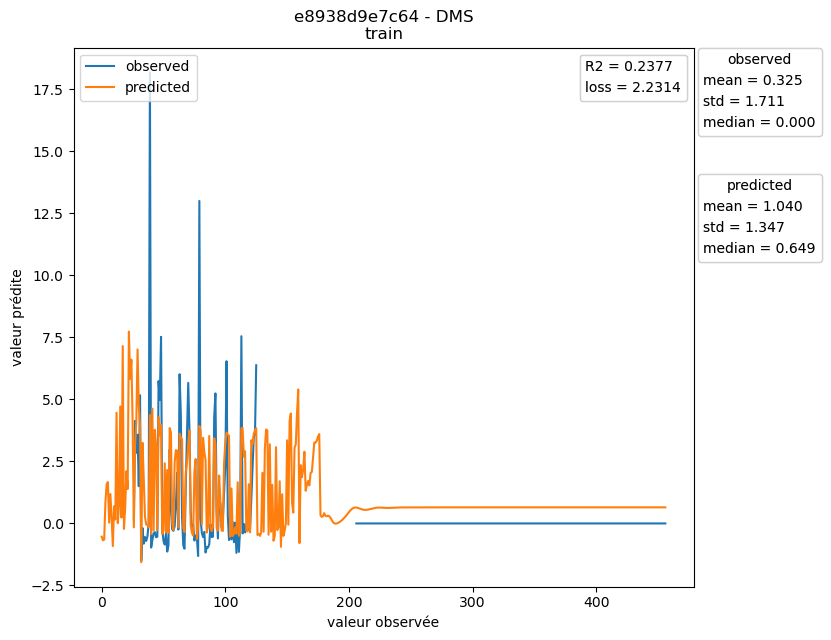 e8938d9e7c64 - DMS
train
observed
predicted
R2 = 0.2377
loss = 2.2314
observed
mean = 0.325
std = 1.711
median = 0.000
predicted
mean = 1.040
std = 1.347
median = 0.649
valeur prédite
17.5
15.0
12.5
10.0
7.5
5.0
2.5
0.0
−2.5
0
100
200
300
400
valeur observée